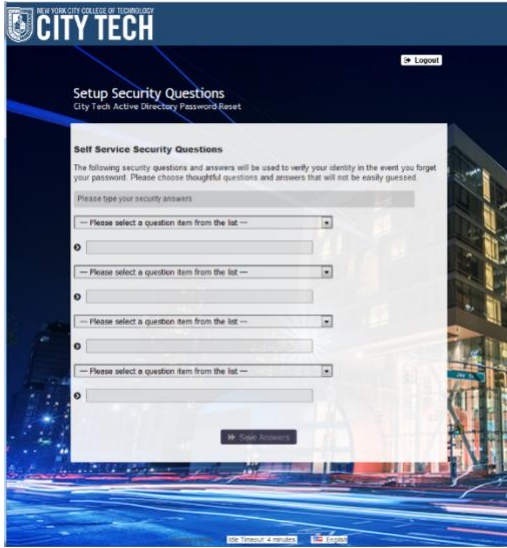 NEW YORK CITY COLLEGE OF TECHNOLOGY
CITY TECH
Logout
Setup Security Questions
City Tech Active Directory Password Reset
Self Service Security Questions
The following security questions and answers will be used to verify your identity in the event you forget
your password. Please choose thoughtful questions and answers that will not be easily guessed.
Please type your security answers
--- Please select a question item from the list ---
--- Please select a question item from the list ---
--- Please select a question item from the list ---
--- Please select a question item from the list ---
Save Answers
Idle Timeout: 4 minutes
English